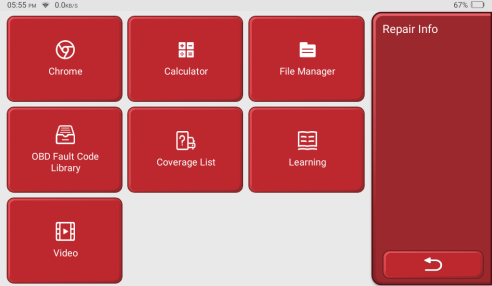 05:55 PM 0.0KB/S 67%
Repair Info
Chrome
Calculator
File Manager
OBD Fault Code
Library
Coverage List
Learning
Video